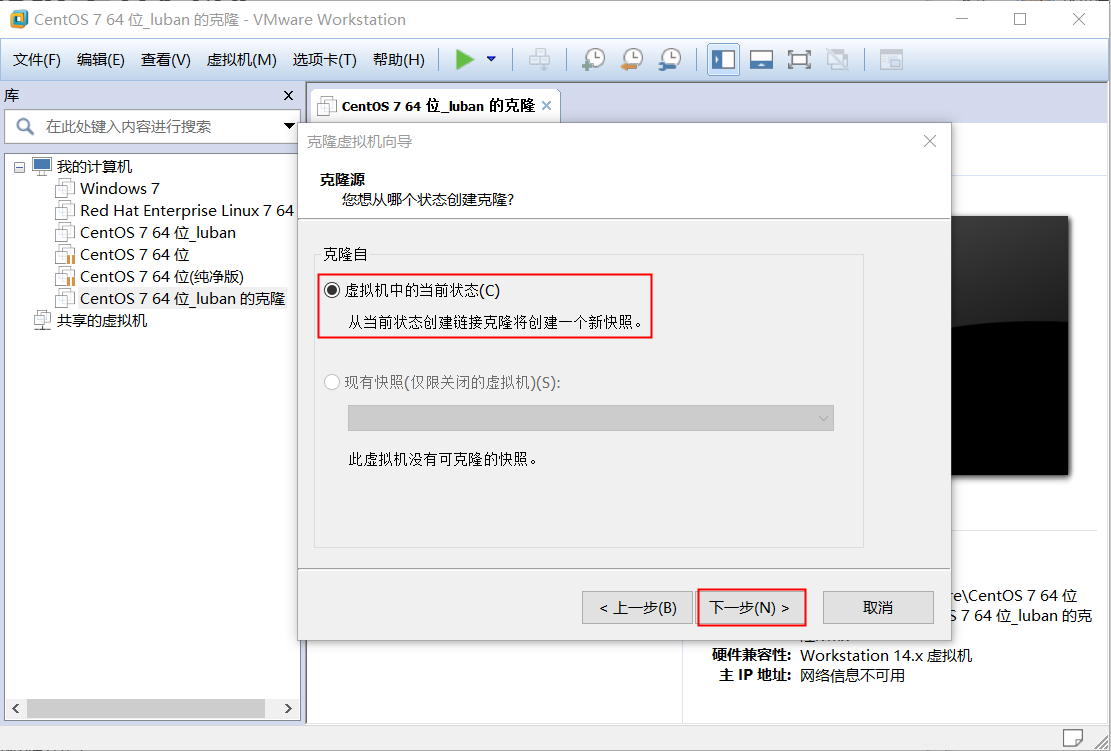 CentOS 7 64 位_luban 的克隆 - VMware Workstation
文件(F) 编辑(E) 查看(V) 虚拟机(M) 选项卡(T) 帮助(H)
库
在此处键入内容进行搜索
我的计算机
Windows 7
Red Hat Enterprise Linux 7 64
CentOS 7 64 位_luban
CentOS 7 64 位
CentOS 7 64 位(纯净版)
CentOS 7 64 位_luban 的克隆
共享的虚拟机
CentOS 7 64 位_luban 的克隆
克隆虚拟机向导
克隆源
您想从哪个状态创建克隆?
克隆自
虚拟机中的当前状态(C)
从当前状态创建链接克隆将创建一个新快照。
现有快照(仅限关闭的虚拟机)(S):
此虚拟机没有可克隆的快照。
< 上一步(B) 下一步(N) > 取消
re\CentOS 7 64 位
7 64 位_luban 的克
硬件兼容性: Workstation 14.x 虚拟机
主 IP 地址: 网络信息不可用